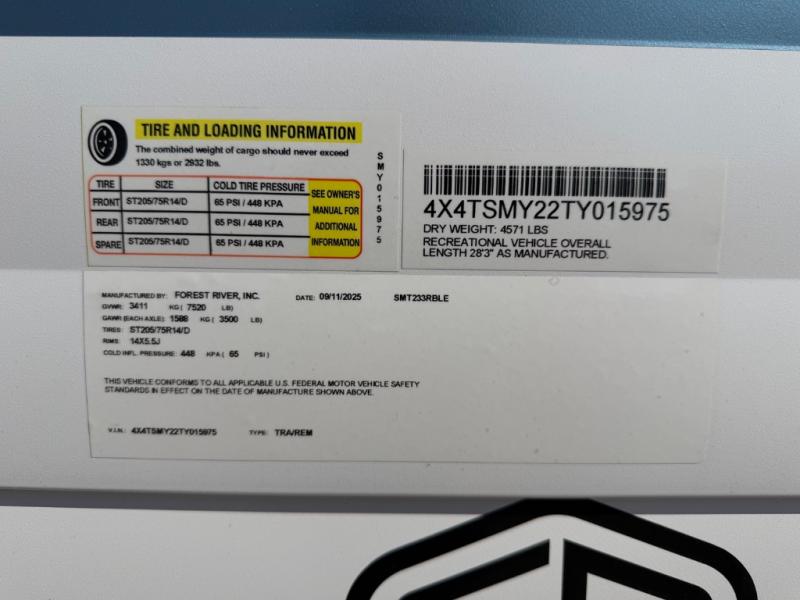 TIRE AND LOADING INFORMATION
The combined weight of cargo should never exceed
1330 kgs or 2932 lbs.
TIRE SIZE COLD TIRE PRESSURE
FRONT ST205/75R14/D 65 PSI / 448 KPA
REAR ST205/75R14/D 65 PSI / 448 KPA
SPARE ST205/75R14/D 65 PSI / 448 KPA
SEE OWNER'S
MANUAL FOR
ADDITIONAL
INFORMATION
SMY015975
4X4TSMY22TY015975
DRY WEIGHT: 4571 LBS
RECREATIONAL VEHICLE OVERALL
LENGTH 28'3" AS MANUFACTURED.
MANUFACTURED BY: FOREST RIVER, INC. DATE: 09/11/2025 SMT233RBLE
GVWR: 3411 KG ( 7520 LB)
GAWR (EACH AXLE): 1588 KG ( 3500 LB)
TIRES: ST205/75R14/D
RIMS: 14X5.5J
COLD INFL. PRESSURE: 448 KPA ( 65 PSI )
THIS VEHICLE CONFORMS TO ALL APPLICABLE U.S. FEDERAL MOTOR VEHICLE SAFETY
STANDARDS IN EFFECT ON THE DATE OF MANUFACTURE SHOWN ABOVE.
V.I.N.: 4X4TSMY22TY015975 TYPE: TRA/REM